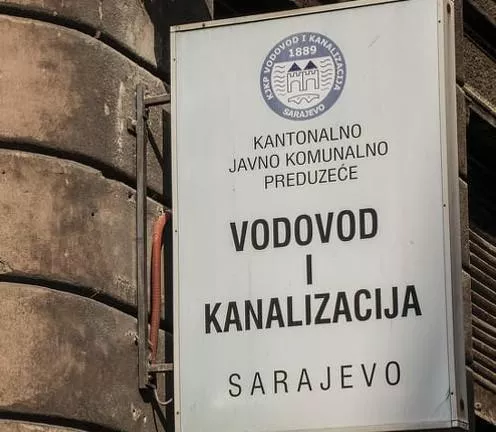 KJKP VODOVOD I KANALIZACIJA
1889
SARAJEVO
KANTONALNO
JAVNO KOMUNALNO
PREDUZEĆE
VODOVOD
I
KANALIZACIJA
SARAJEVO